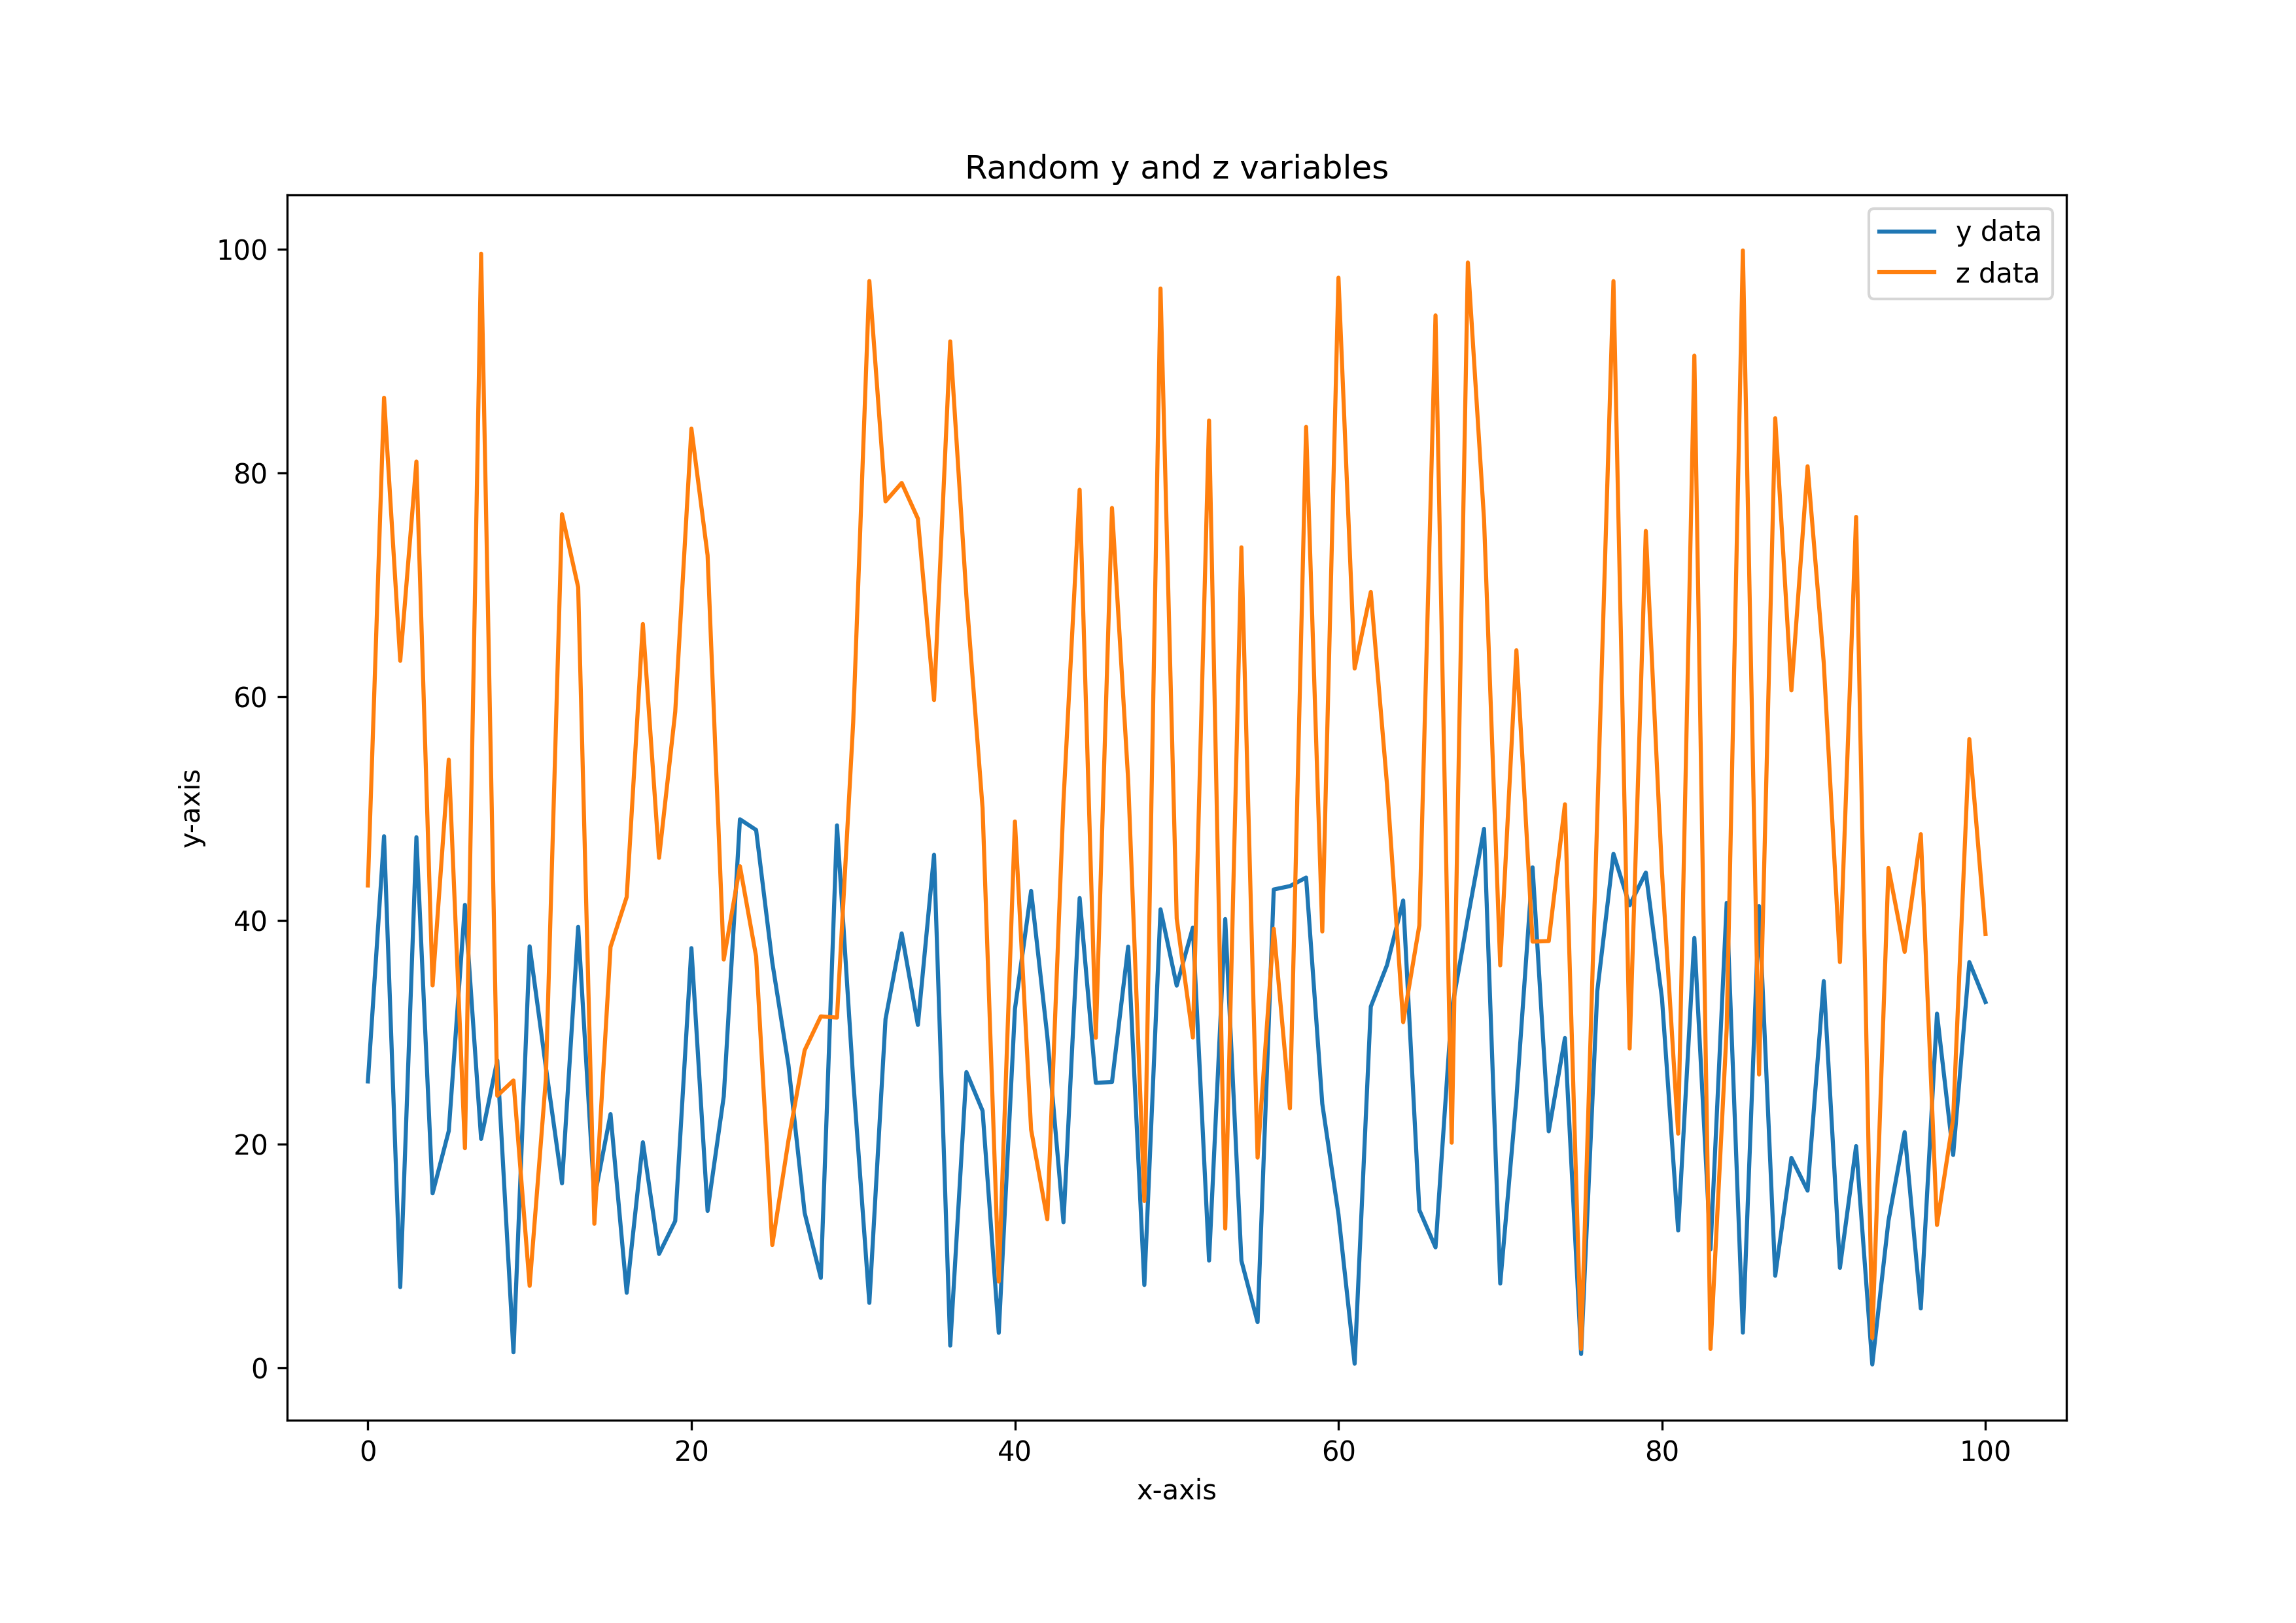 Random y and z variables
y data
z data
100
80
60
40
20
0
y-axis
0 20 40 60 80 100
x-axis